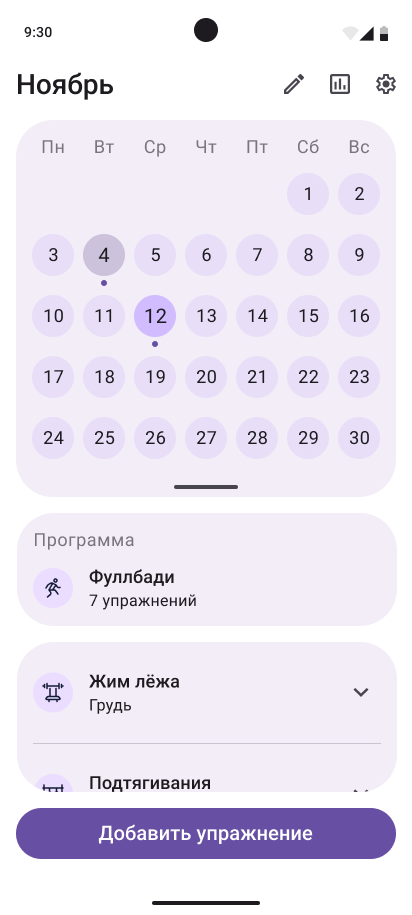 9:30
Ноябрь
Пн Вт Ср Чт Пт Сб Вс
1 2
3 4 5 6 7 8 9
10 11 12 13 14 15 16
17 18 19 20 21 22 23
24 25 26 27 28 29 30
Программа
Фуллбади
7 упражнений
Жим лёжа
Грудь
Подтягивания
Добавить упражнение